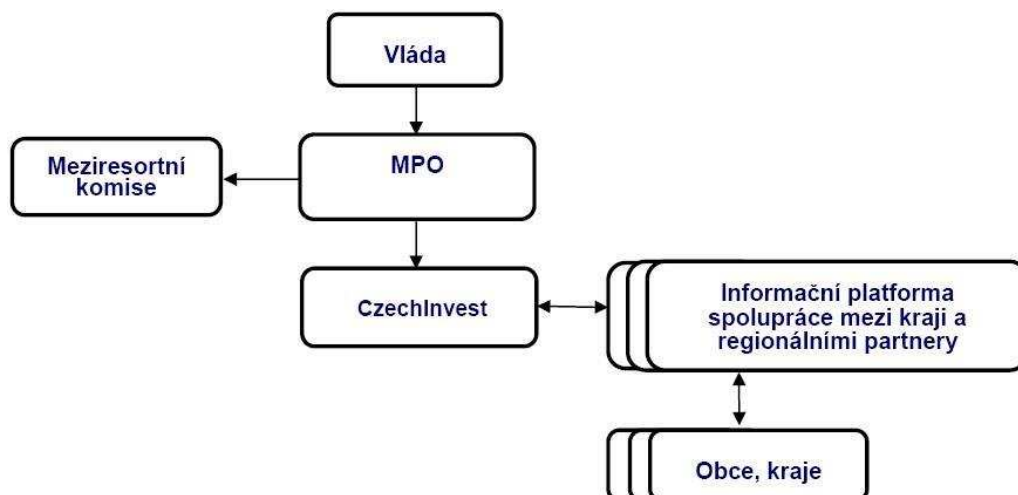 Vláda
MPO
Meziresortní
komise
CzechInvest
Informační platforma
spolupráce mezi kraji a
regionálními partnery
Obce, kraje